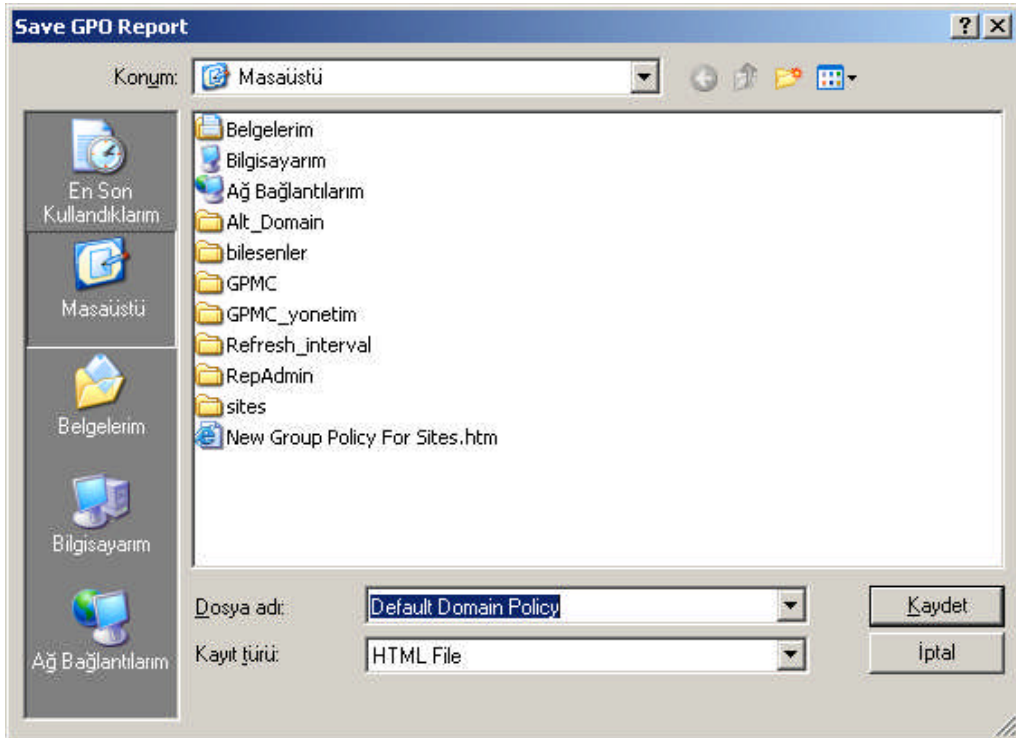 Save GPO Report
Konum:
Masaüstü
En Son
Kullandıklarım
Masaüstü
Belgelerim
Bilgisayarım
Ağ Bağlantılarım
Belgelerim
Bilgisayarım
Ağ Bağlantılarım
Alt_Domain
bilesenler
GPMC
GPMC_yonetim
Refresh_interval
RepAdmin
sites
New Group Policy For Sites.htm
Dosya adı:
Default Domain Policy
Kaydet
Kayıt türü:
HTML File
İptal